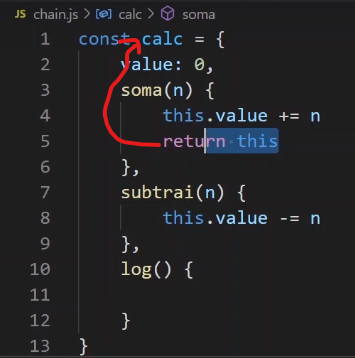 JS chain.js > calc > soma
1 const calc = {
2 value: 0,
3 soma(n) {
4 this.value += n
5 return this
6 },
7 subtrai(n) {
8 this.value -= n
9 },
10 log() {
11
12 }
13 }